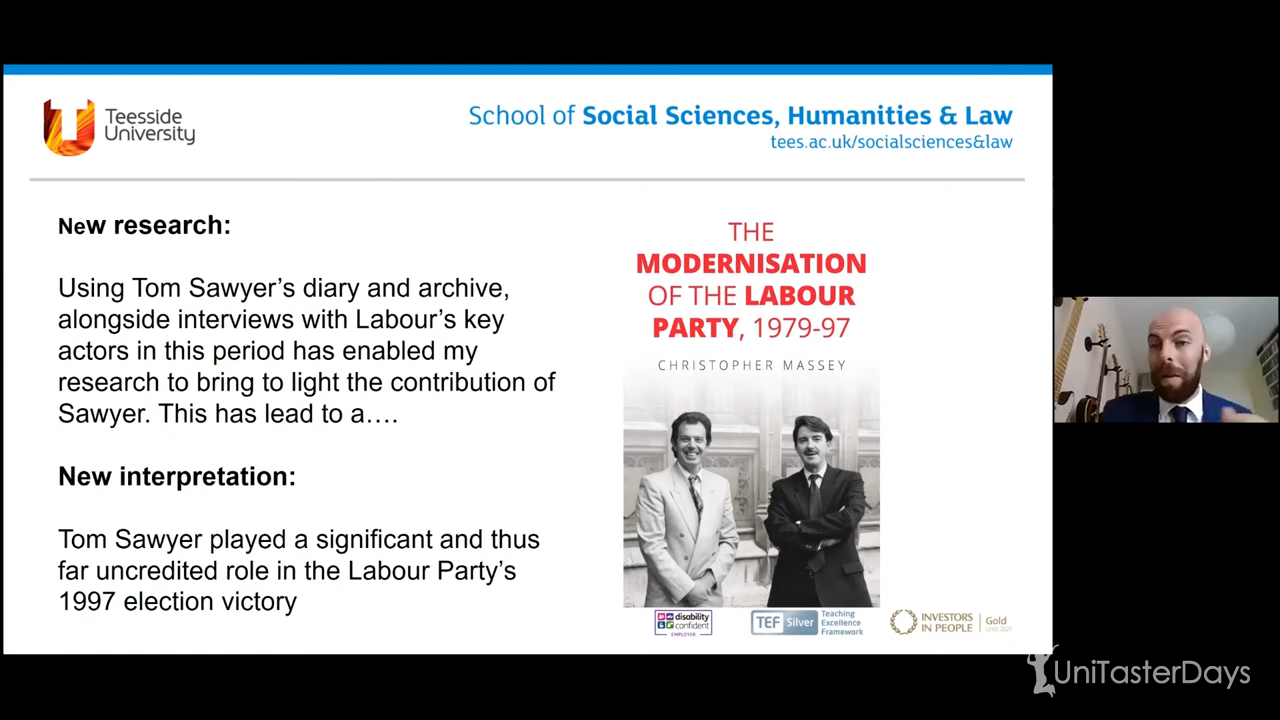 Teesside
University
School of Social Sciences, Humanities & Law
tees.ac.uk/socialsciences&law
New research:
Using Tom Sawyer's diary and archive,
alongside interviews with Labour's key
actors in this period has enabled my
research to bring to light the contribution of
Sawyer. This has lead to a….
New interpretation:
Tom Sawyer played a significant and thus
far uncredited role in the Labour Party's
1997 election victory
THE
MODERNISATION
OF THE LABOUR
PARTY, 1979-97
CHRISTOPHER MASSEY
disability
confident
EMPLOYER
TEF Silver
Teaching
Excellence
Framework
INVESTORS
IN PEOPLE
Gold
UniTasterDays